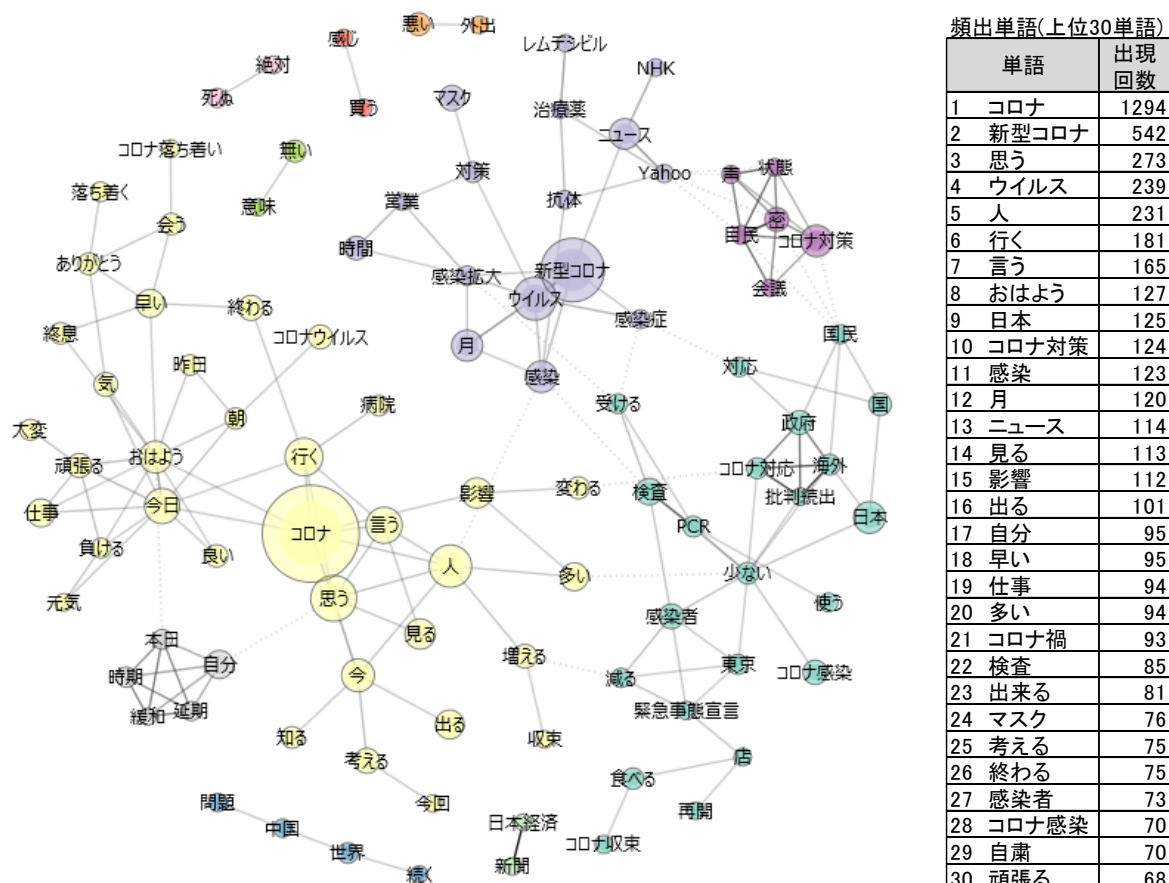 悪い
外出
感じ
レムデシビル
絶対
NHK
死ぬ
買う
マスク
治療薬
ニュース
コロナ落ち着い
無い
対策
Yahoo
書
状態
落ち着く
意味
営業
抗体
密
会う
自民
コロナ対策
時間
ありがとう
感染拡大
新型コロナ
会議
早い
終わる
ウイルス
感染症
終息
コロナウイルス
月
国民
昨日
対応
気
感染
受ける
国
大変
朝
病院
政府
頑張る
おはよう
行く
コロナ対応
海外
影響
変わる
検査
批判続出
仕事
今日
コロナ
言う
PCR
日本
負ける
良い
人
多い
少ない
元気
思う
使う
本田
自分
見る
感染者
時期
増える
減る
東京
コロナ感染
緩和
延期
今
緊急事態宣言
知る
出る
収束
考える
店
食べる
問題
今回
再開
中国
日本経済
コロナ収束
世界
新聞
続く
頻出単語(上位30単語)
単語 出現回数
1 コロナ 1294
2 新型コロナ 542
3 思う 273
4 ウイルス 239
5 人 231
6 行く 181
7 言う 165
8 おはよう 127
9 日本 125
10 コロナ対策 124
11 感染 123
12 月 120
13 ニュース 114
14 見る 113
15 影響 112
16 出る 101
17 自分 95
18 早い 95
19 仕事 94
20 多い 94
21 コロナ禍 93
22 検査 85
23 出来る 81
24 マスク 76
25 考える 75
26 終わる 75
27 感染者 73
28 コロナ感染 70
29 自粛 70
30 頑張る 68